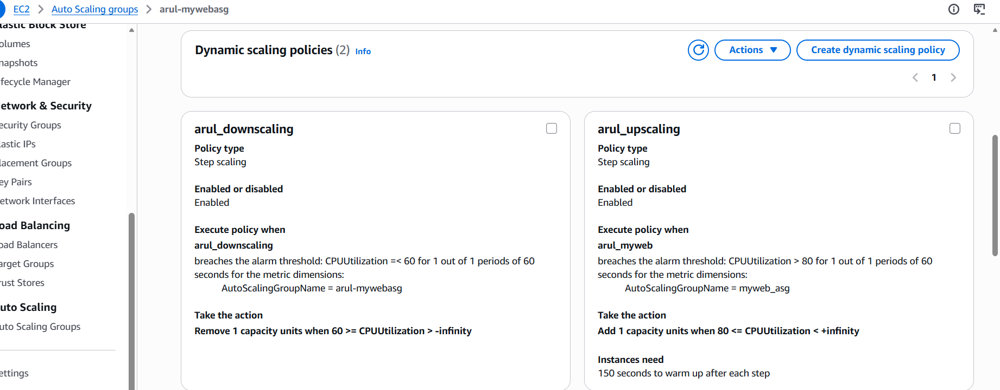 EC2 > Auto Scaling groups > arul-mywebasg
lastic Block Store
olumes
napshots
fecycle Manager
etwork & Security
ecurity Groups
lastic IPs
lacement Groups
ey Pairs
etwork Interfaces
oad Balancing
oad Balancers
arget Groups
rust Stores
uto Scaling
uto Scaling Groups
ettings
Dynamic scaling policies (2) Info
Actions
Create dynamic scaling policy
1
arul_downscaling
Policy type
Step scaling
Enabled or disabled
Enabled
Execute policy when
arul_downscaling
breaches the alarm threshold: CPUUtilization =< 60 for 1 out of 1 periods of 60
seconds for the metric dimensions:
AutoScalingGroupName = arul-mywebasg
Take the action
Remove 1 capacity units when 60 >= CPUUtilization > -infinity
arul_upscaling
Policy type
Step scaling
Enabled or disabled
Enabled
Execute policy when
arul_myweb
breaches the alarm threshold: CPUUtilization > 80 for 1 out of 1 periods of 60
seconds for the metric dimensions:
AutoScalingGroupName = myweb_asg
Take the action
Add 1 capacity units when 80 <= CPUUtilization < +infinity
Instances need
150 seconds to warm up after each step